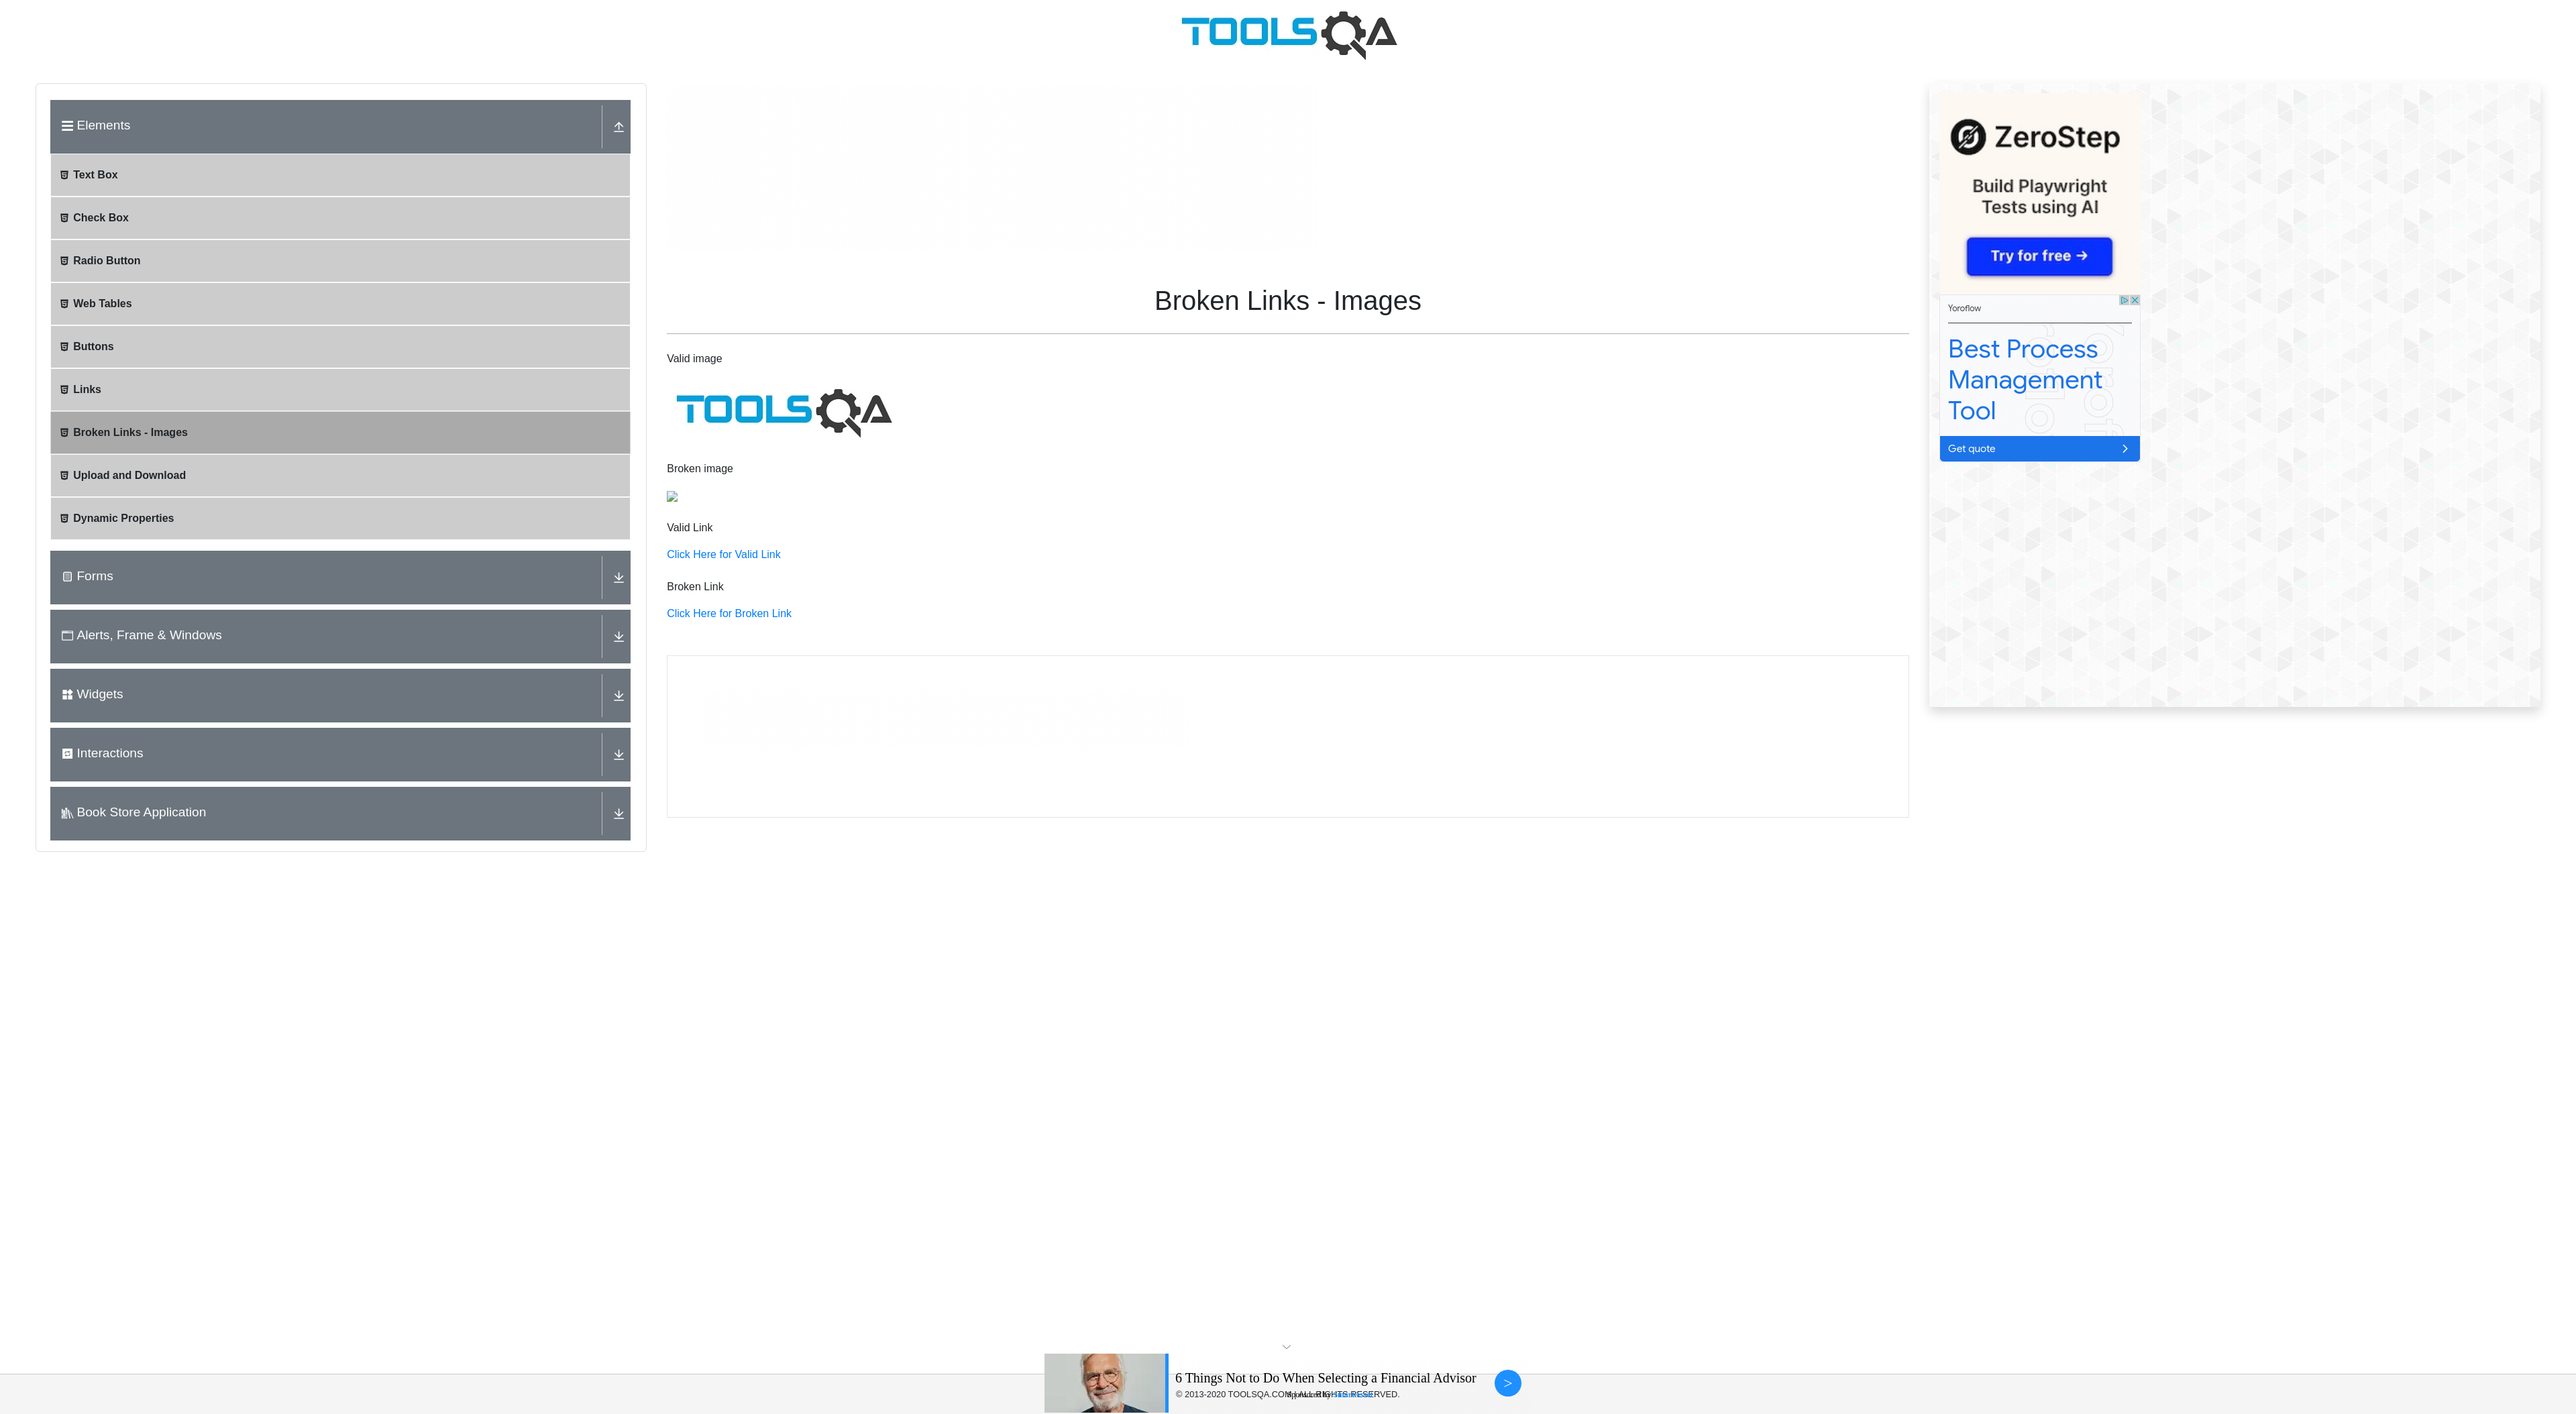 TOOLSQA
Elements
Text Box
Check Box
Radio Button
Web Tables
Buttons
Links
Broken Links - Images
Upload and Download
Dynamic Properties
Forms
Alerts, Frame & Windows
Widgets
Interactions
Book Store Application
Broken Links - Images
Valid image
TOOLSQA
Broken image
Valid Link
Click Here for Valid Link
Broken Link
Click Here for Broken Link
ZeroStep
Build Playwright
Tests using AI
Try for free →
Yoroflow
Best Process
Management
Tool
Get quote
6 Things Not to Do When Selecting a Financial Advisor
© 2013-2020 TOOLSQA.COM | ALL RIGHTS RESERVED.